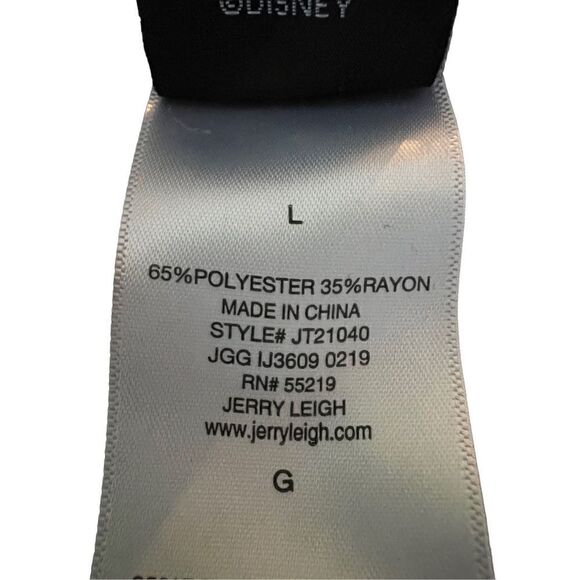 ©DISNEY
L
65%POLYESTER 35%RAYON
MADE IN CHINA
STYLE# JT21040
JGG IJ3609 0219
RN# 55219
JERRY LEIGH
www.jerryleigh.com
G